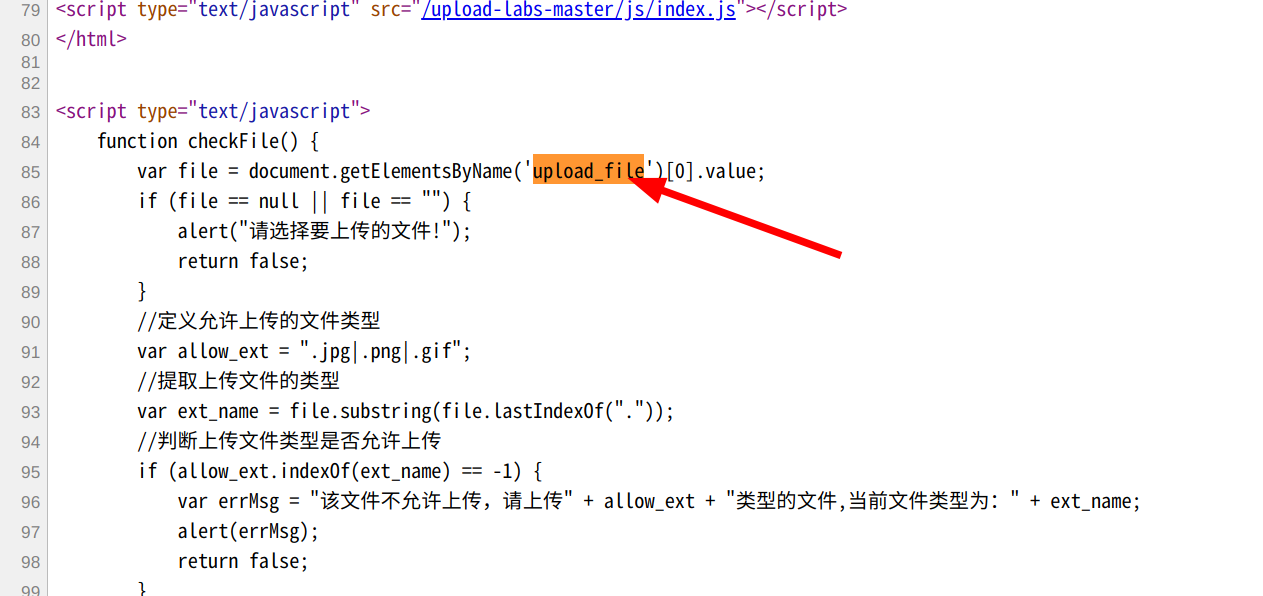 79 <script type="text/javascript" src="/upload-labs-master/js/index.js"></script>
80 </html>
81
82
83 <script type="text/javascript">
84 function checkFile() {
85 var file = document.getElementsByName('upload_file')[0].value;
86 if (file == null || file == "") {
87 alert("请选择要上传的文件!");
88 return false;
89 }
90 //定义允许上传的文件类型
91 var allow_ext = ".jpg|.png|.gif";
92 //提取上传文件的类型
93 var ext_name = file.substring(file.lastIndexOf("."));
94 //判断上传文件类型是否允许上传
95 if (allow_ext.indexOf(ext_name) == -1) {
96 var errMsg = "该文件不允许上传，请上传" + allow_ext + "类型的文件,当前文件类型为：" + ext_name;
97 alert(errMsg);
98 return false;
99 }